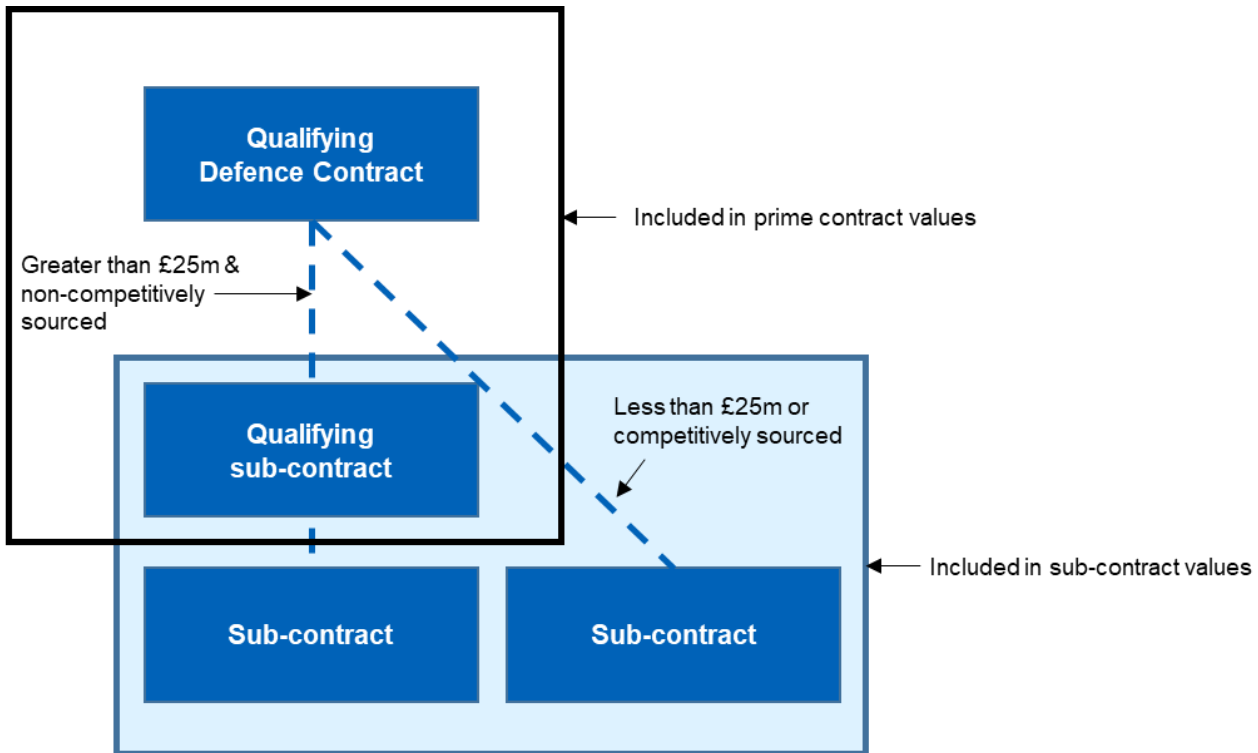 Qualifying
Defence Contract
Included in prime contract values
Greater than £25m &
non-competitively
sourced
Qualifying
sub-contract
Less than £25m or
competitively sourced
Included in sub-contract values
Sub-contract
Sub-contract